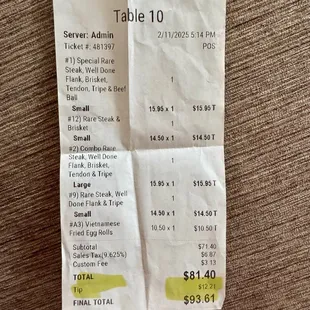 Table 10
Server: Admin 2/11/2025 5:14 PM
Ticket #: 481397 POS
#1) Special Rare
Steak, Well Done
Flank, Brisket, 1
Tendon, Tripe & Beef
Ball
Small 15.95 x 1 $15.95 T
#12) Rare Steak & 1
Brisket
Small 14.50 x 1 $14.50 T
#2) Combo Rare
Steak, Well Done 1
Flank, Brisket,
Tendon & Tripe
Large 15.95 x 1 $15.95 T
#9) Rare Steak, Well 1
Done Flank & Tripe
Small 14.50 x 1 $14.50 T
#A3) Vietnamese 10.50 x 1 $10.50 T
Fried Egg Rolls
Subtotal $71.40
Sales Tax(9.625%) $6.87
Custom Fee $3.13
TOTAL $81.40
Tip $12.21
FINAL TOTAL $93.61